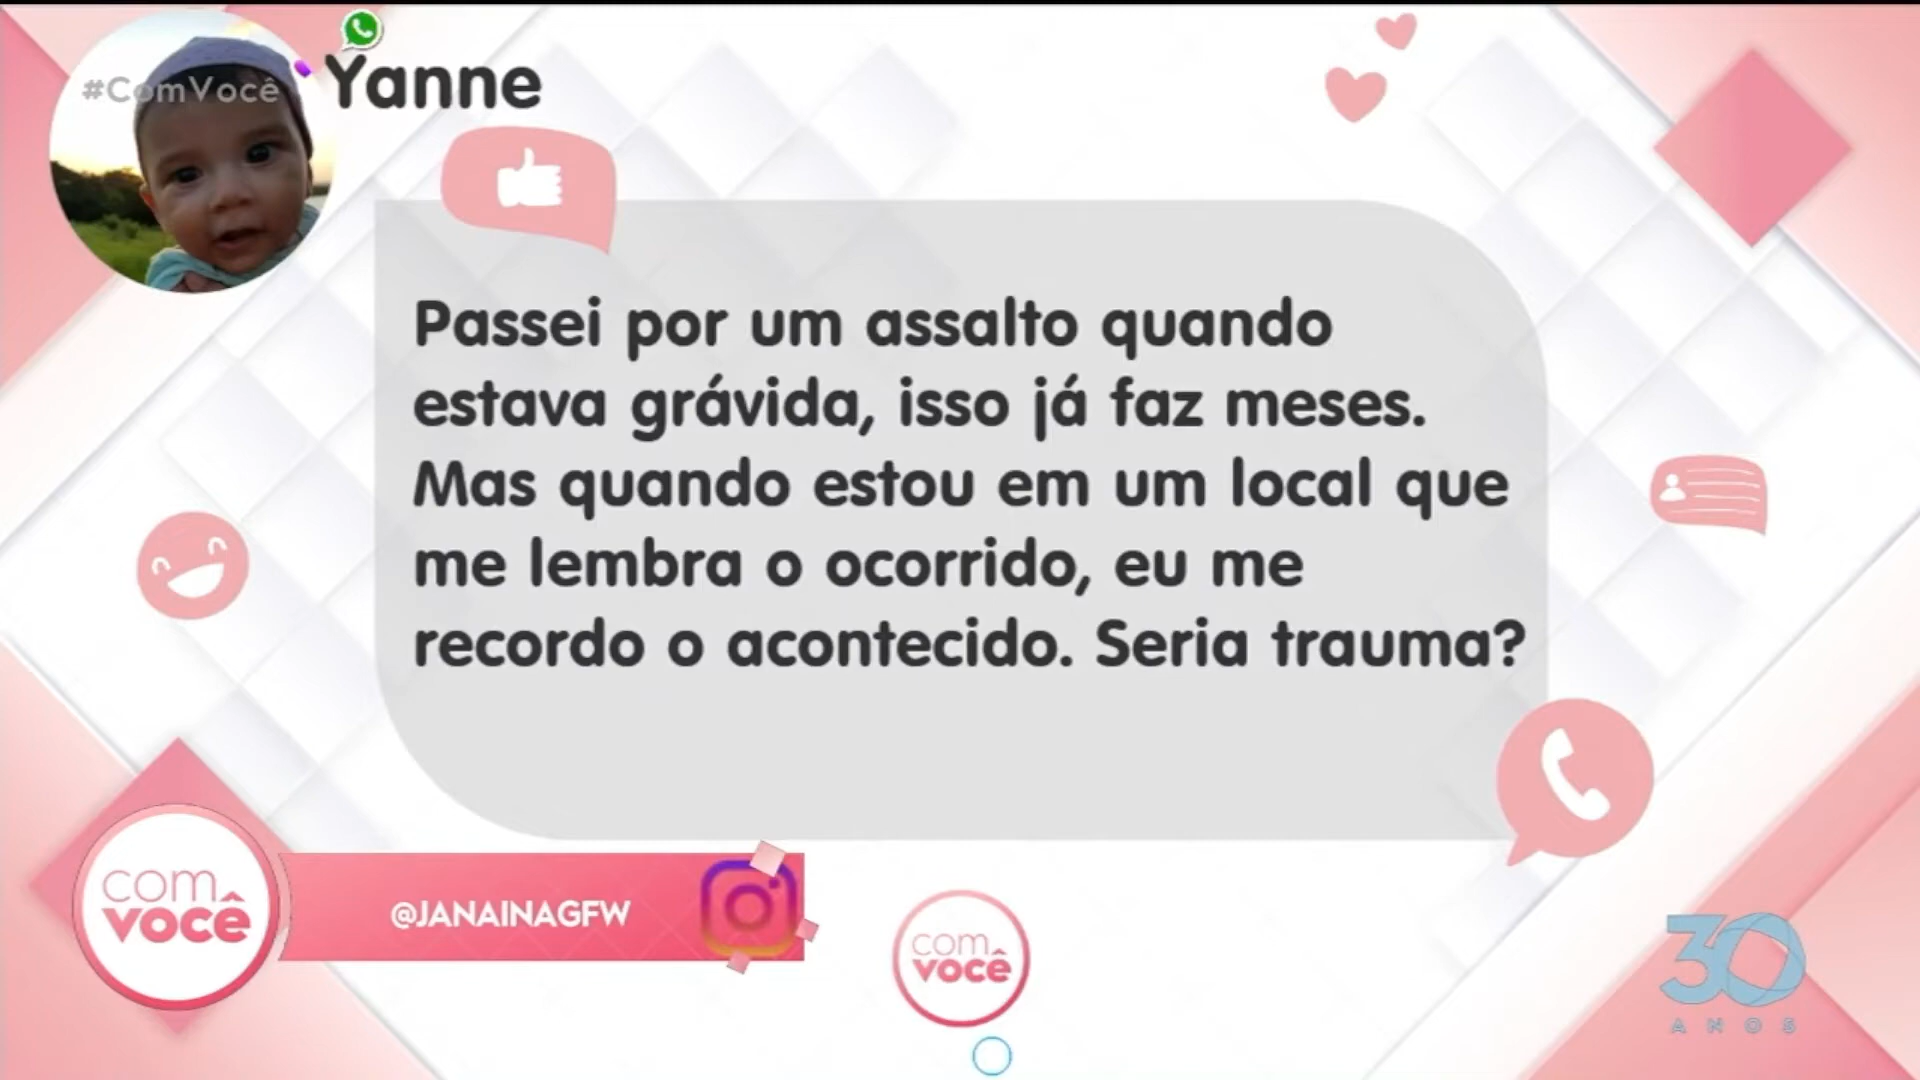 #ComVocê
Yanne
Passei por um assalto quando
estava grávida, isso já faz meses.
Mas quando estou em um local que
me lembra o ocorrido, eu me
recordo o acontecido. Seria trauma?
com
você
@JANAINAGFW
com
você
30
ANOS